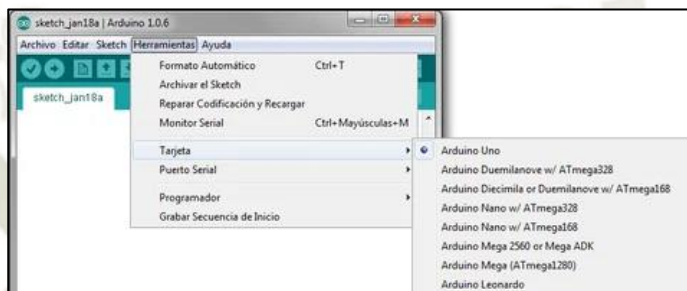 sketch_jan18a | Arduino 1.0.6
Archivo Editar Sketch Herramientas Ayuda
sketch_jan18a
Formato Automático Ctrl+T
Archivar el Sketch
Reparar Codificación y Recargar
Monitor Serial Ctrl+Mayúsculas+M
Tarjeta
Puerto Serial
Programador
Grabar Secuencia de Inicio
Arduino Uno
Arduino Duemilanove w/ ATmega328
Arduino Diecimila or Duemilanove w/ ATmega168
Arduino Nano w/ ATmega328
Arduino Nano w/ ATmega168
Arduino Mega 2560 or Mega ADK
Arduino Mega (ATmega1280)
Arduino Leonardo